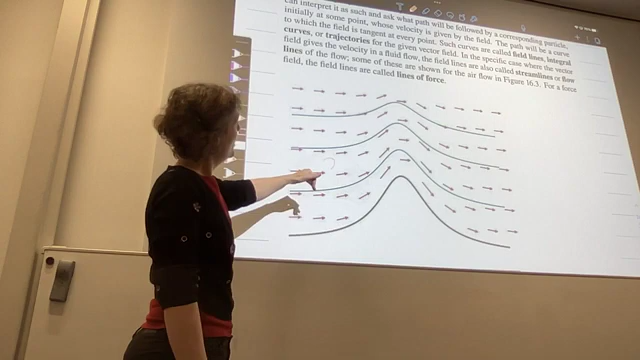 can interpret it as such and ask what path will be followed by a corresponding particle,
initially at some point, whose velocity is given by the field. The path will be a curve
to which the field is tangent at every point. Such curves are called field lines, integral
curves, or trajectories for the given vector field. In the specific case where the vector
field gives the velocity in a fluid flow, the field lines are also called streamlines or flow
lines of the flow; some of these are shown for the air flow in Figure 16.3. For a force
field, the field lines are called lines of force.